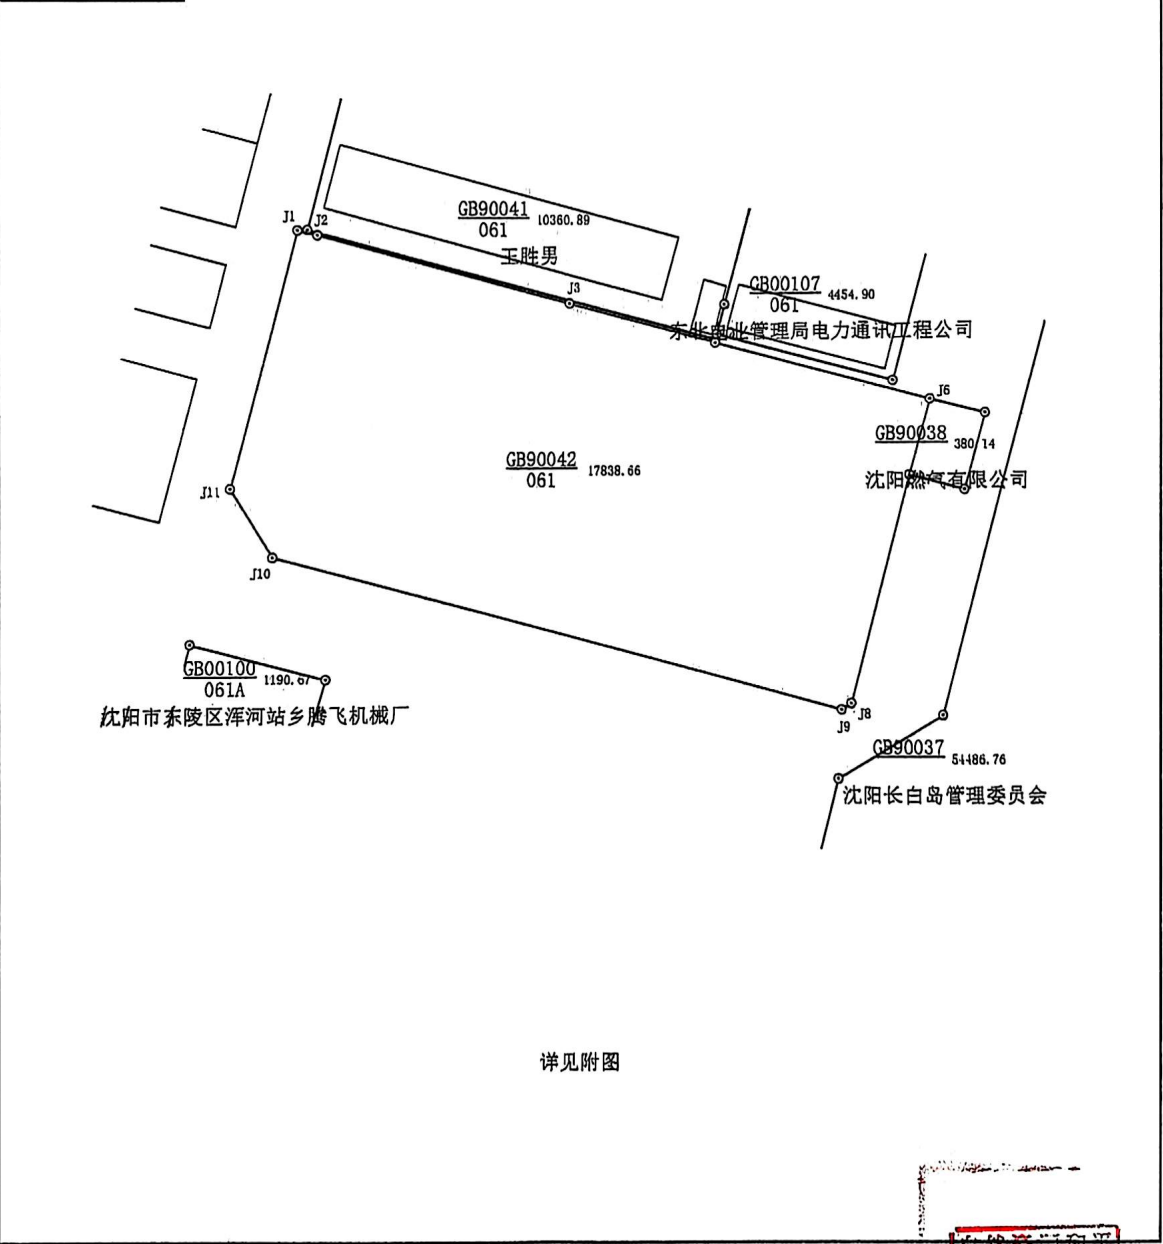 J1
J2
GB90041 10360.89
061
王胜男
J3
GB00107 4454.90
061
东北电业管理局电力通讯工程公司
J6
GB90038 380.14
沈阳燃气有限公司
GB90042 17838.66
061
J11
J10
GB00100 1190.67
061A
沈阳市东陵区浑河站乡腾飞机械厂
J8
J9
GB90037 54486.76
沈阳长白岛管理委员会
详见附图